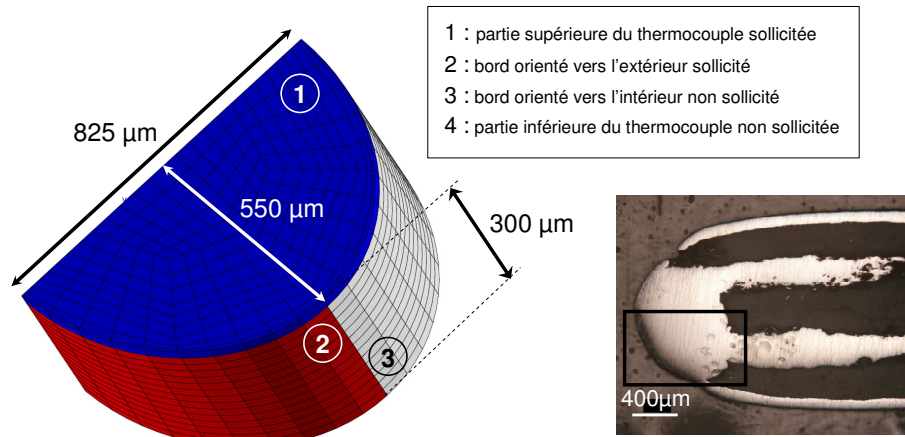 1 : partie supérieure du thermocouple sollicitée
2 : bord orienté vers l'extérieur sollicité
3 : bord orienté vers l'intérieur non sollicité
4 : partie inférieure du thermocouple non sollicitée
1
825 µm
550 µm
300 µm
2
3
400µm